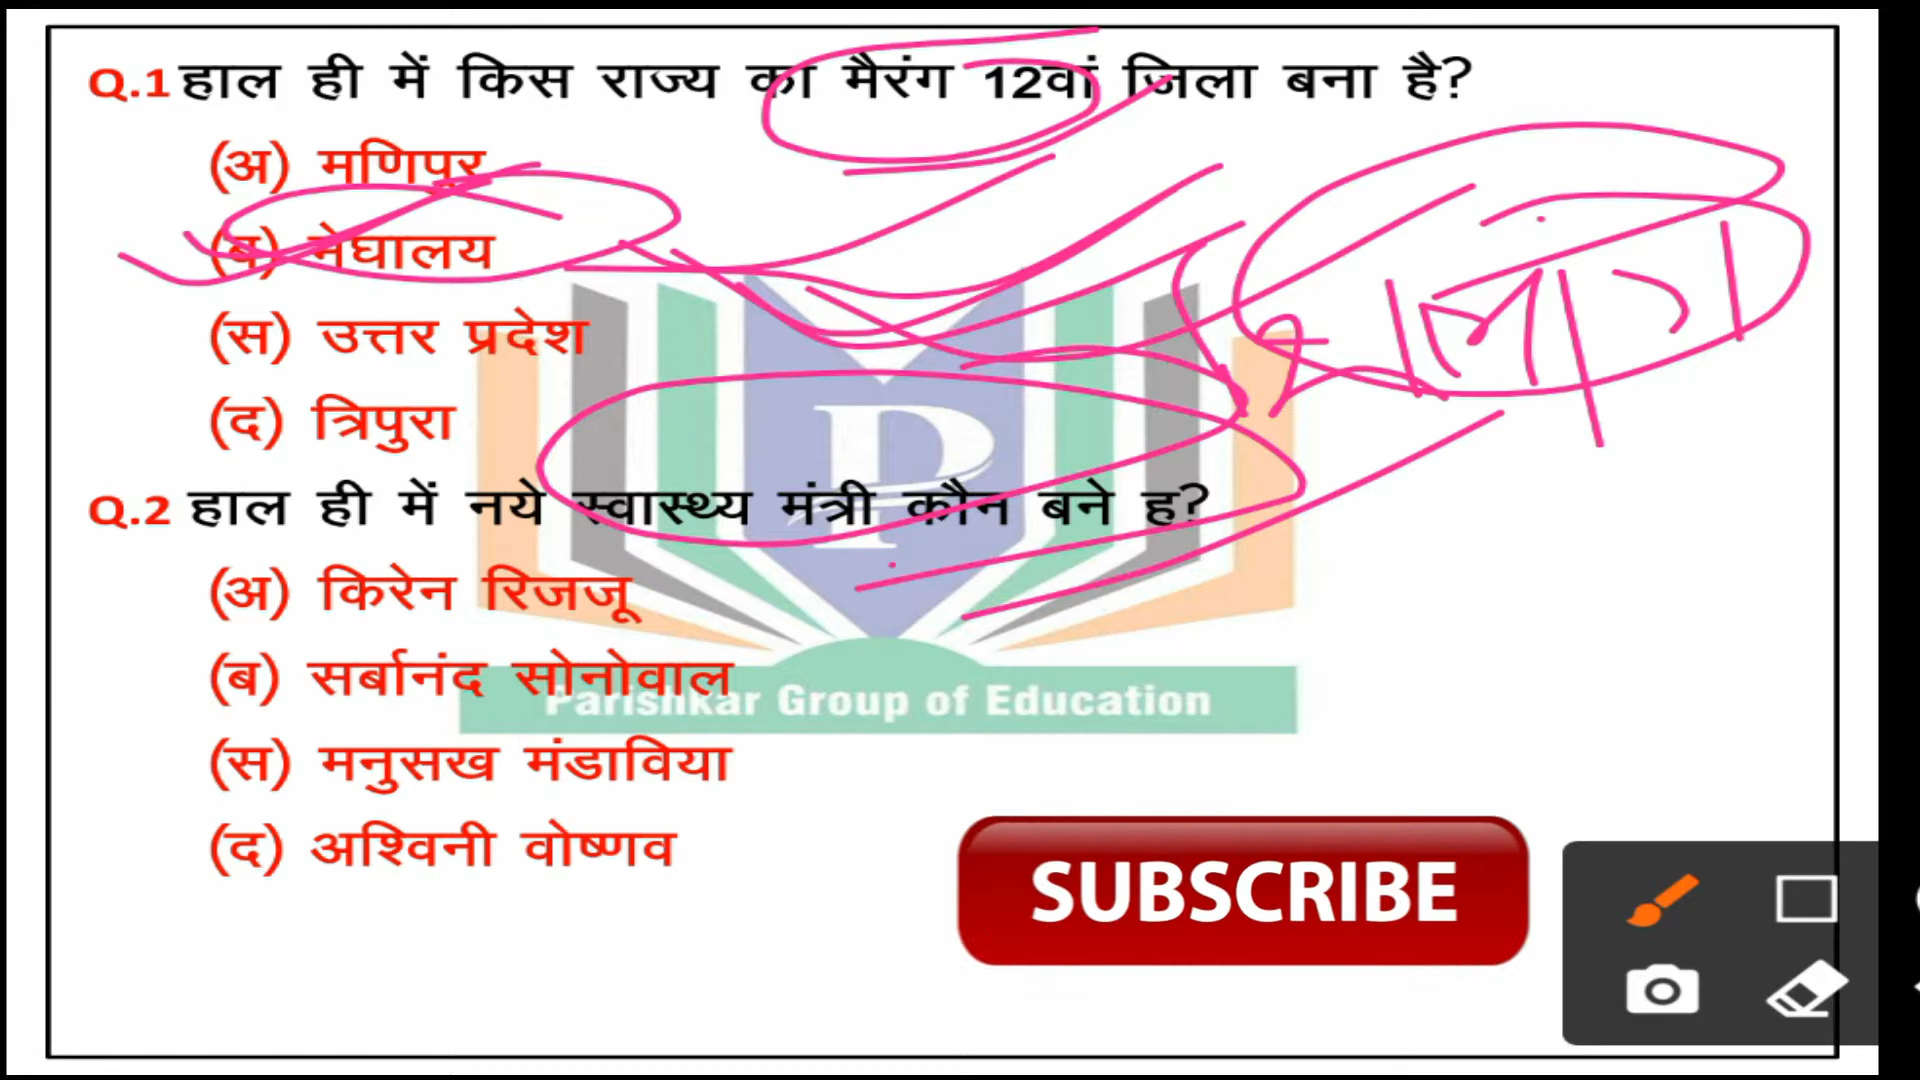 Q.1 हाल ही में किस राज्य का मैरंग 12वां जिला बना है?
(अ) मणिपुर
(ब) मेघालय
(स) उत्तर प्रदेश
(द) त्रिपुरा
Q.2 हाल ही में नये स्वास्थ्य मंत्री कौन बने ह?
(अ) किरेन रिजजू
(ब) सर्बानंद सोनोवाल
(स) मनुसख मंडाविया
(द) अश्विनी वोष्णव
Parishkar Group of Education
SUBSCRIBE